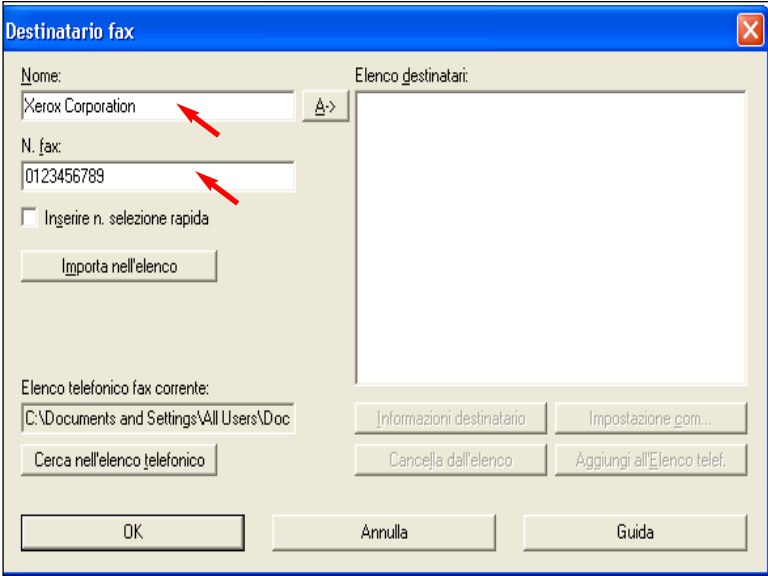 Destinatario fax
Nome:
Xerox Corporation
A->
N. fax:
0123456789
Inserire n. selezione rapida
Importa nell'elenco
Elenco telefonico fax corrente:
C:\Documents and Settings\All Users\Doc
Cerca nell'elenco telefonico
Elenco destinatari:
Informazioni destinatario
Impostazione com...
Cancella dall'elenco
Aggiungi all'Elenco telef.
OK
Annulla
Guida